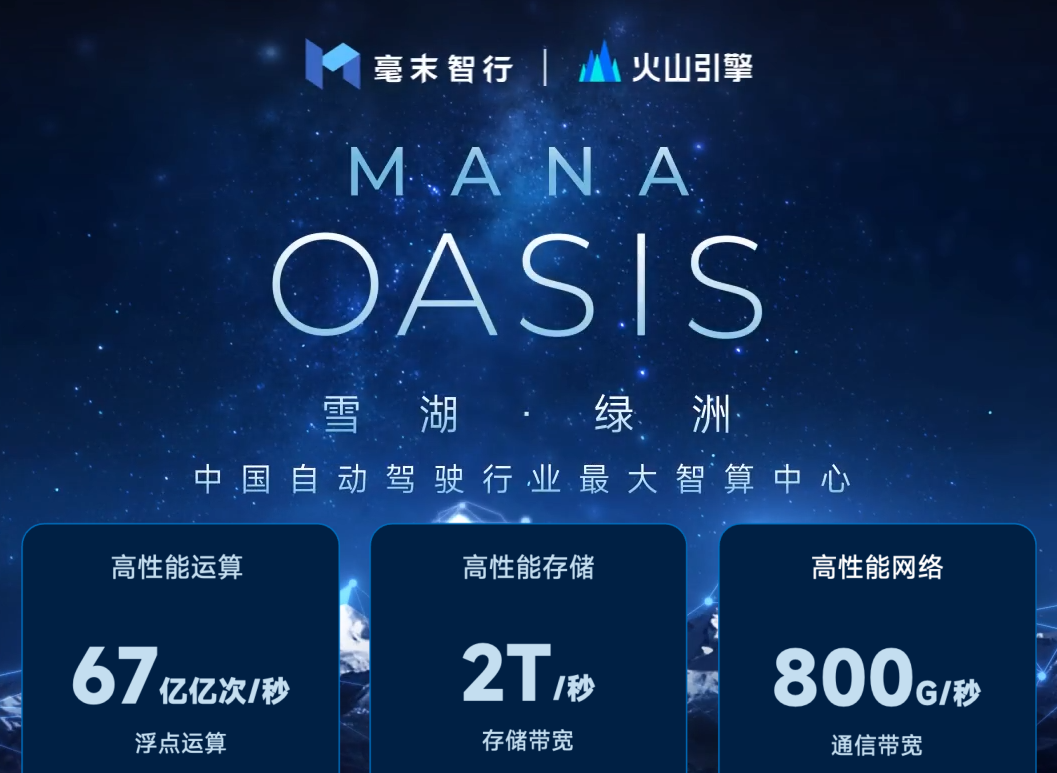 毫末智行 | 火山引擎
MANA
OASIS
雪湖·绿洲
中国自动驾驶行业最大智算中心
高性能运算
67亿亿次/秒
浮点运算
高性能存储
2T/秒
存储带宽
高性能网络
800G/秒
通信带宽